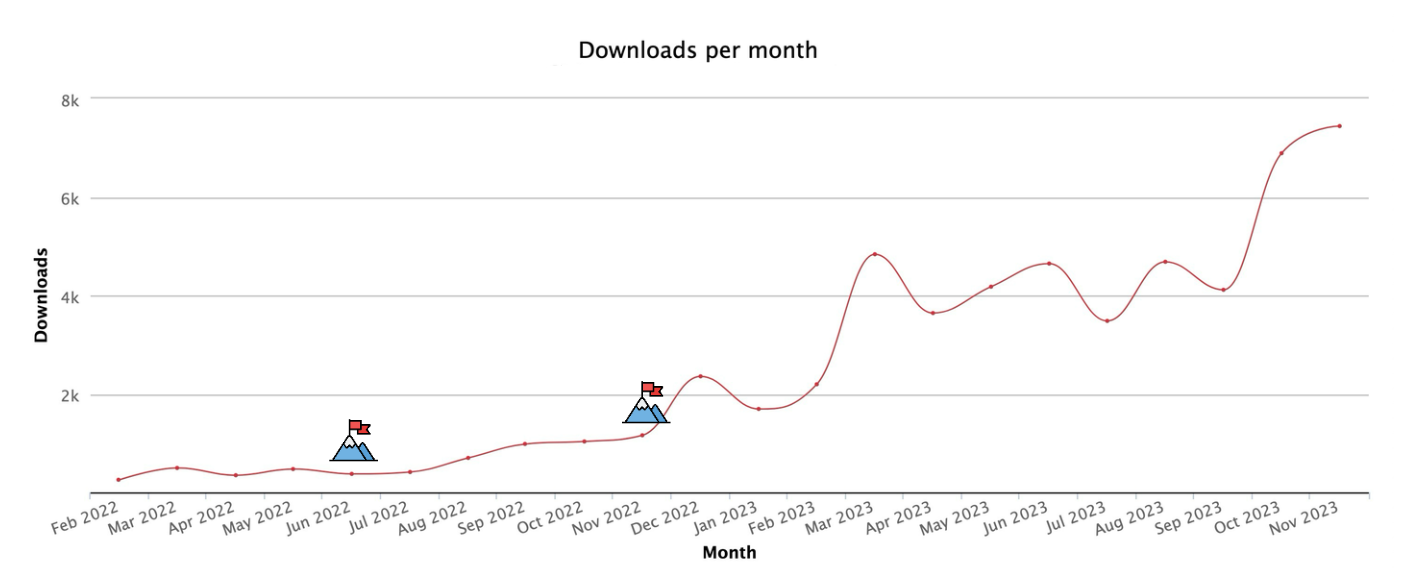 Downloads per month
8k
6k
4k
2k
Downloads
Feb 2022
Mar 2022
Apr 2022
May 2022
Jun 2022
Jul 2022
Aug 2022
Sep 2022
Oct 2022
Nov 2022
Dec 2022
Jan 2023
Feb 2023
Mar 2023
Apr 2023
May 2023
Jun 2023
Jul 2023
Aug 2023
Sep 2023
Oct 2023
Nov 2023
Month